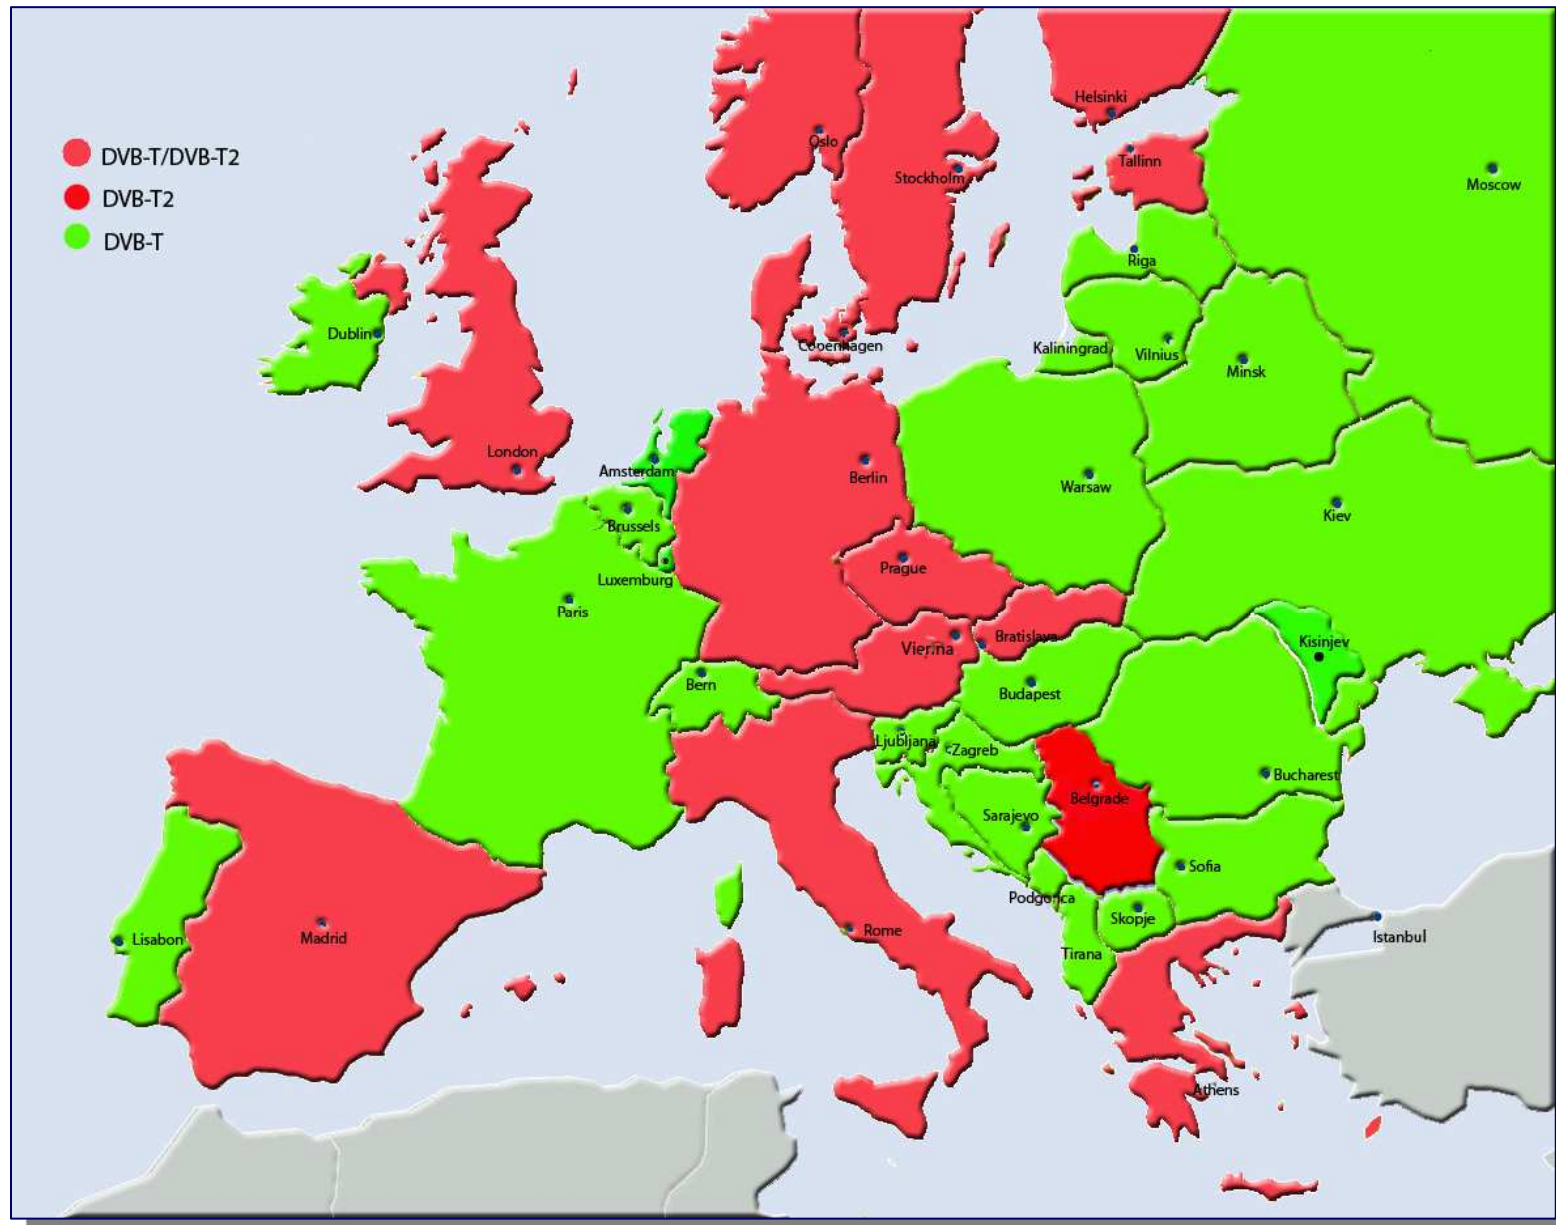 DVB-T/DVB-T2
DVB-T2
DVB-T
Helsinki
Oslo
Tallinn
Stockholm
Moscow
Riga
Dublin
Copenhagen
Kaliningrad
Vilnius
Minsk
London
Amsterdam
Berlin
Warsaw
Brussels
Kiev
Prague
Luxemburg
Paris
Bratislava
Kisinjev
Vienna
Bern
Budapest
Ljubljana
Zagreb
Bucharest
Belgrade
Sarajevo
Sofia
Podgorica
Skopje
Rome
Madrid
Lisabon
Istanbul
Tirana
Athens